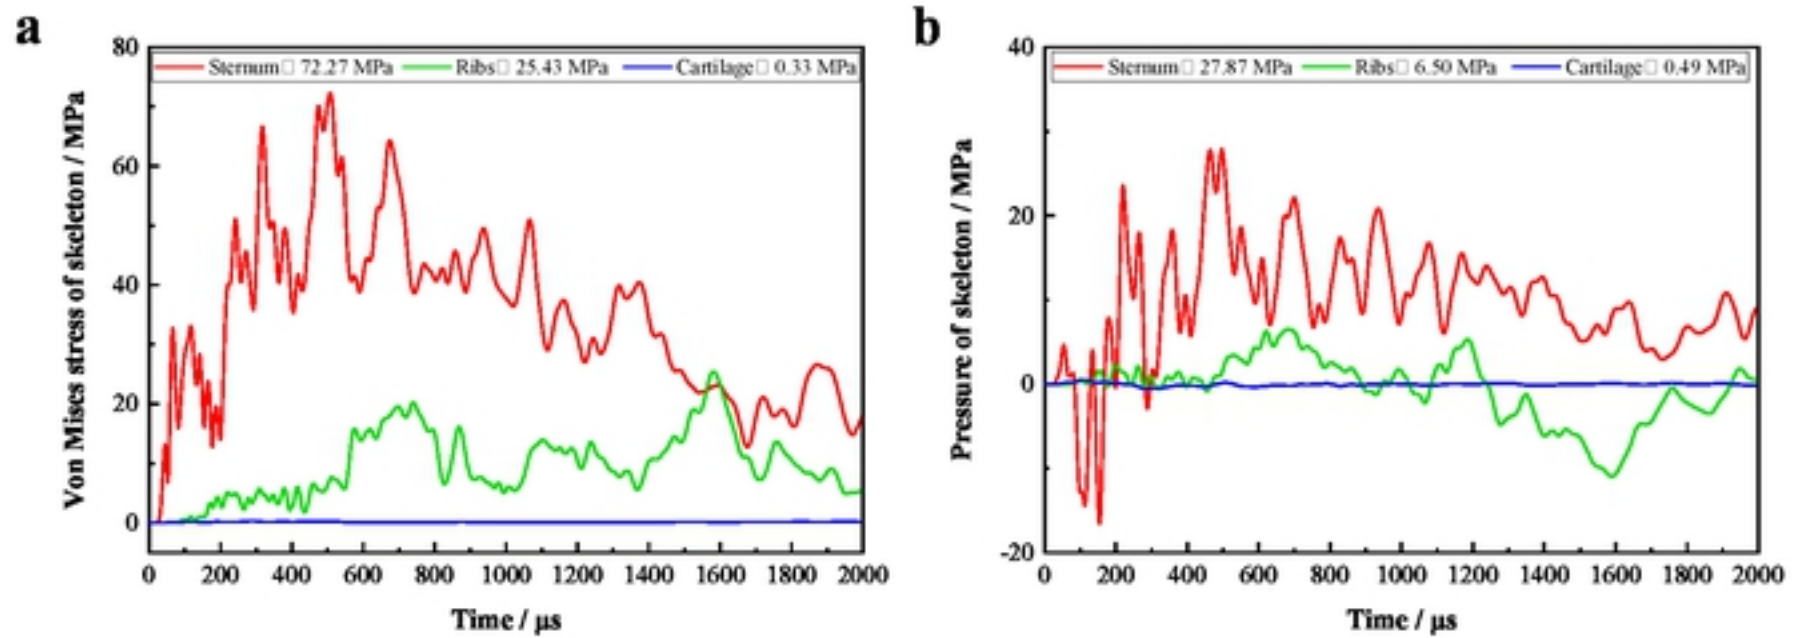 a
80
Sternum□ 72.27 MPa Ribs□ 25.43 MPa Cartilage□ 0.33 MPa
60
40
20
0
Von Mises stress of skeleton / MPa
0 200 400 600 800 1000 1200 1400 1600 1800 2000
Time / μs
b
40
Sternum□ 27.87 MPa Ribs□ 6.50 MPa Cartilage□ 0.49 MPa
20
0
-20
Pressure of skeleton / MPa
0 200 400 600 800 1000 1200 1400 1600 1800 2000
Time / μs